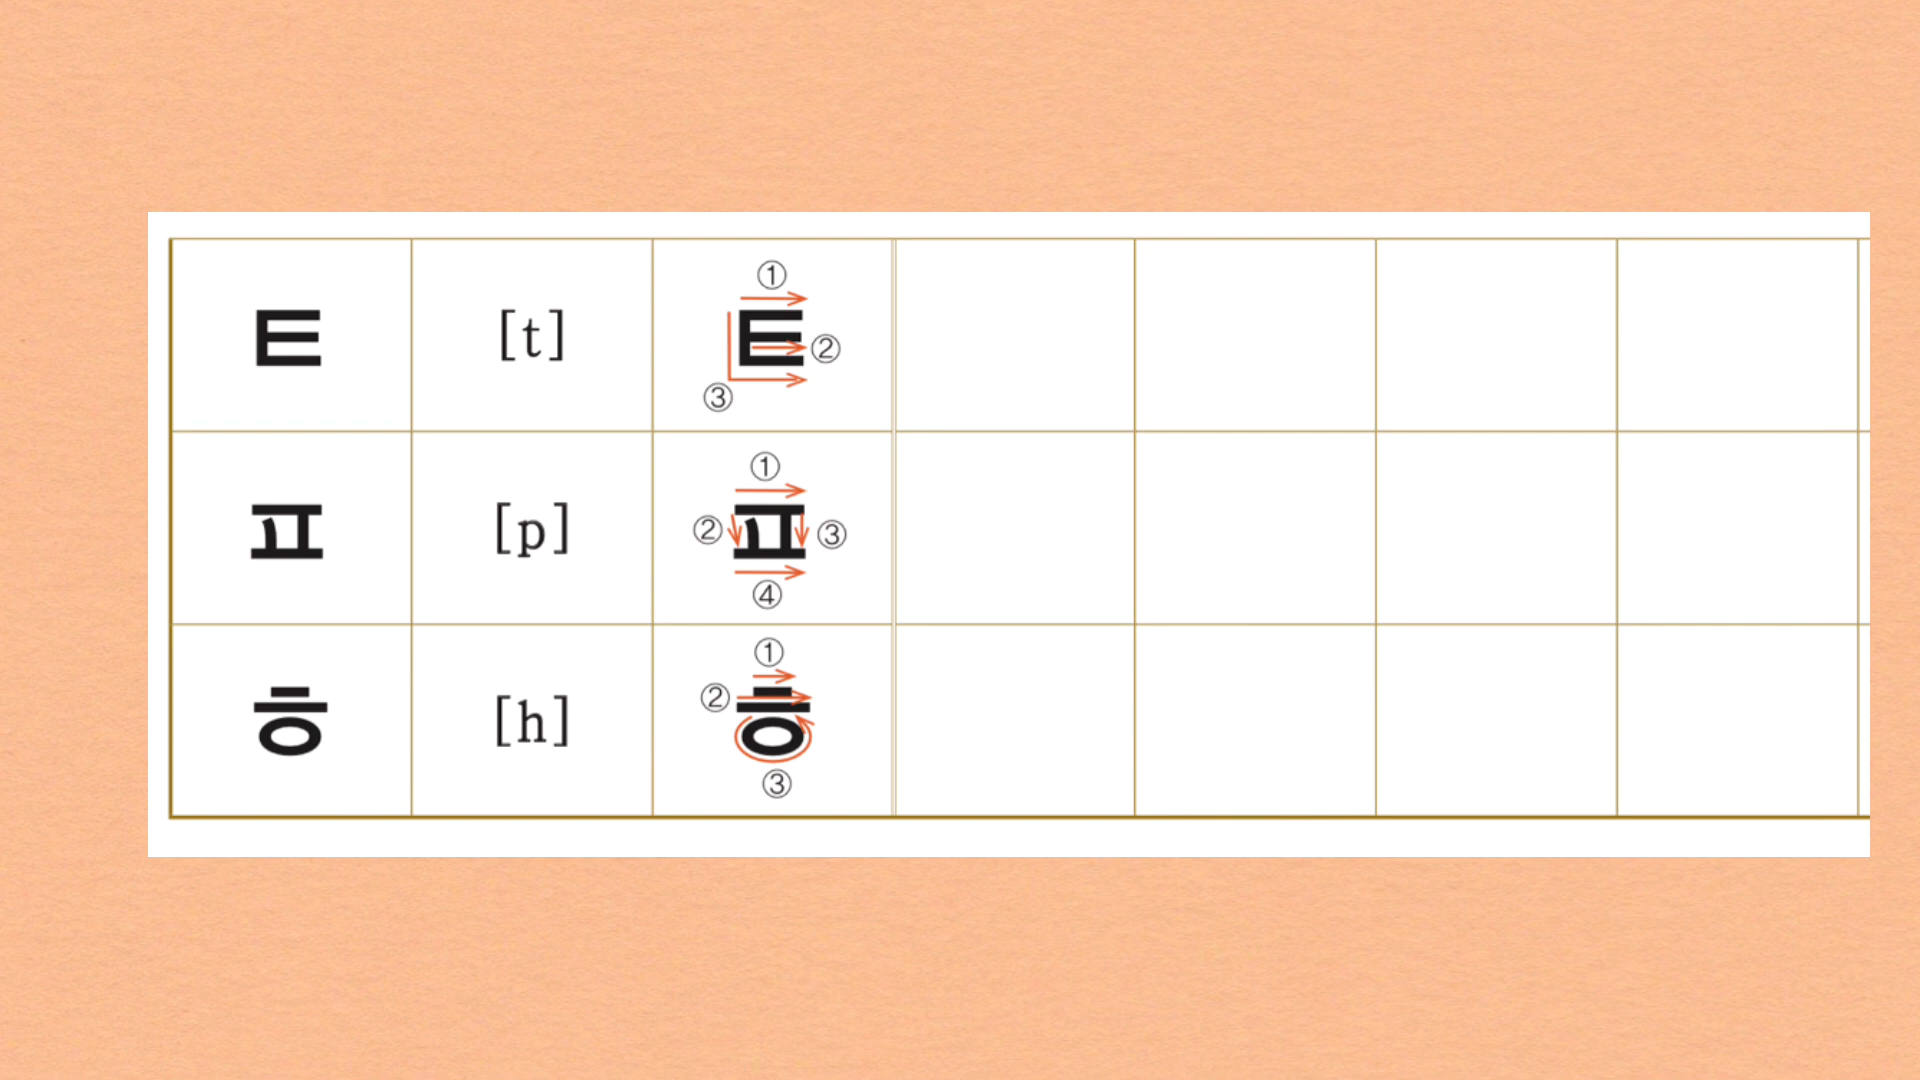 ㅌ [t] ① ㅌ ② ③
ㅍ [p] ① ② ㅍ ③ ④
ㅎ [h] ① ② ㅎ ③